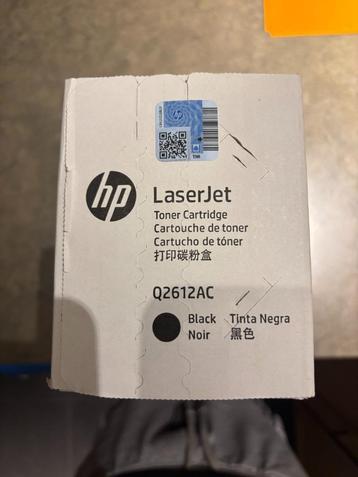 hp
LaserJet
Toner Cartridge
Cartouche de toner
Cartucho de tóner
打印碳粉盒
Q2612AC
Black Tinta Negra
Noir 黑色